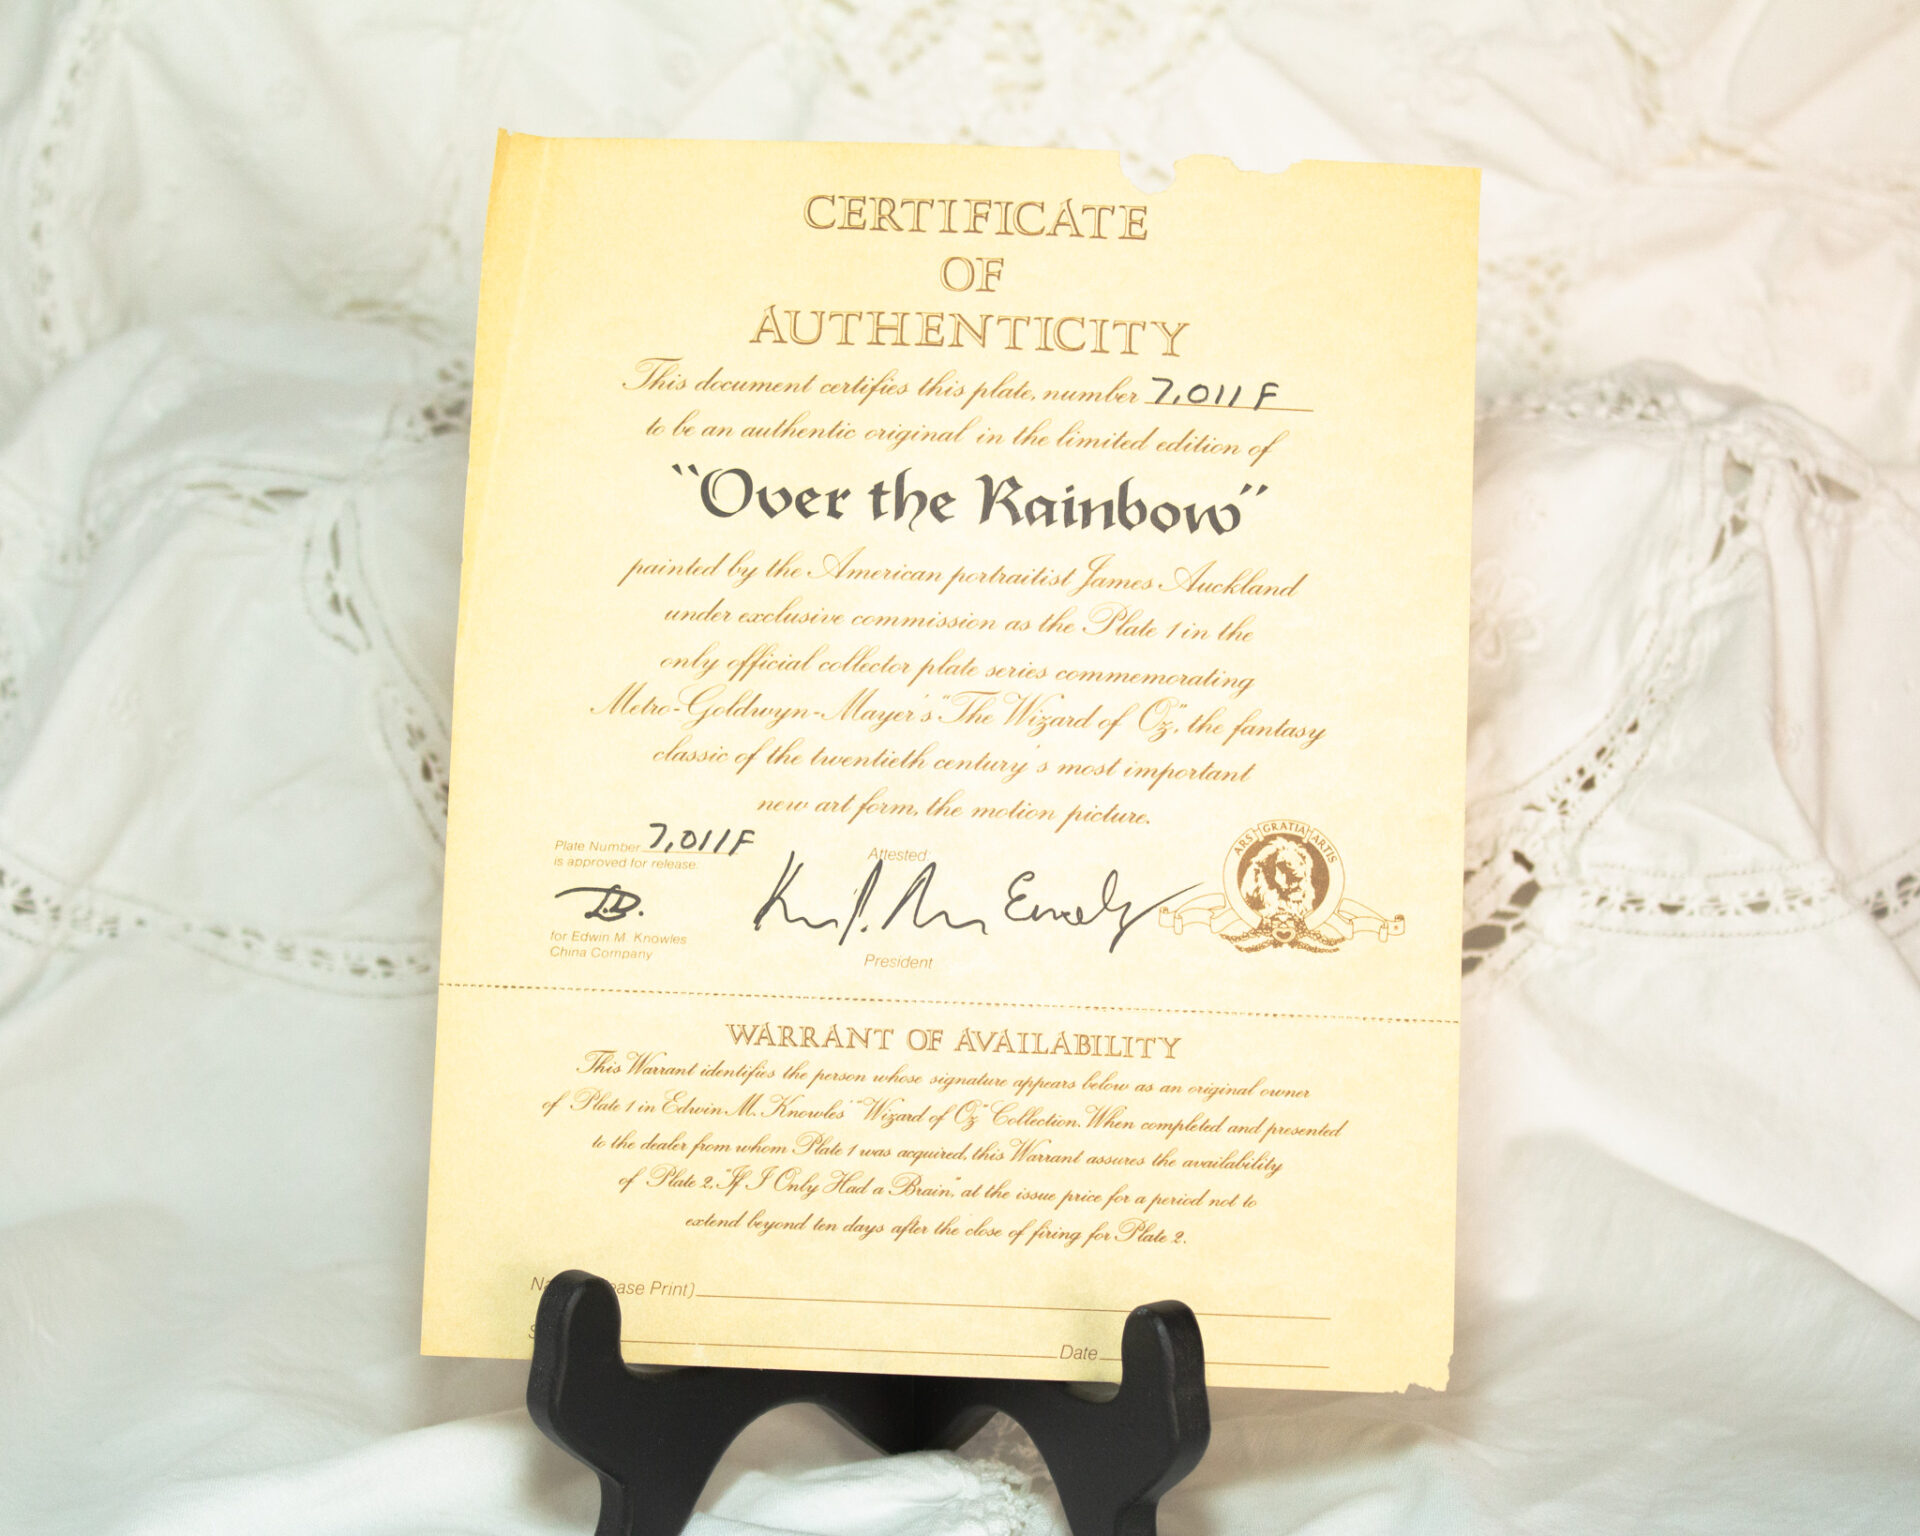 CERTIFICATE
OF
AUTHENTICITY
This document certifies this plate, number 7,011F
to be an authentic original in the limited edition of
"Over the Rainbow"
painted by the American portraitist James Auckland
under exclusive commission as the Plate 1 in the
only official collector plate series commemorating
Metro-Goldwyn-Mayer's "The Wizard of Oz", the fantasy
classic of the twentieth century's most important
new art form, the motion picture.
Plate Number 7,011F
is approved for release:
L.D.
for Edwin M. Knowles
China Company
Attested:
President
ARS GRATIA ARTIS
WARRANT OF AVAILABILITY
This Warrant identifies the person whose signature appears below as an original owner
of Plate 1 in Edwin M. Knowles' "Wizard of Oz" Collection. When completed and presented
to the dealer from whom Plate 1 was acquired, this Warrant assures the availability
of Plate 2, "If I Only Had a Brain," at the issue price for a period not to
extend beyond ten days after the close of firing for Plate 2.
Print)
Date